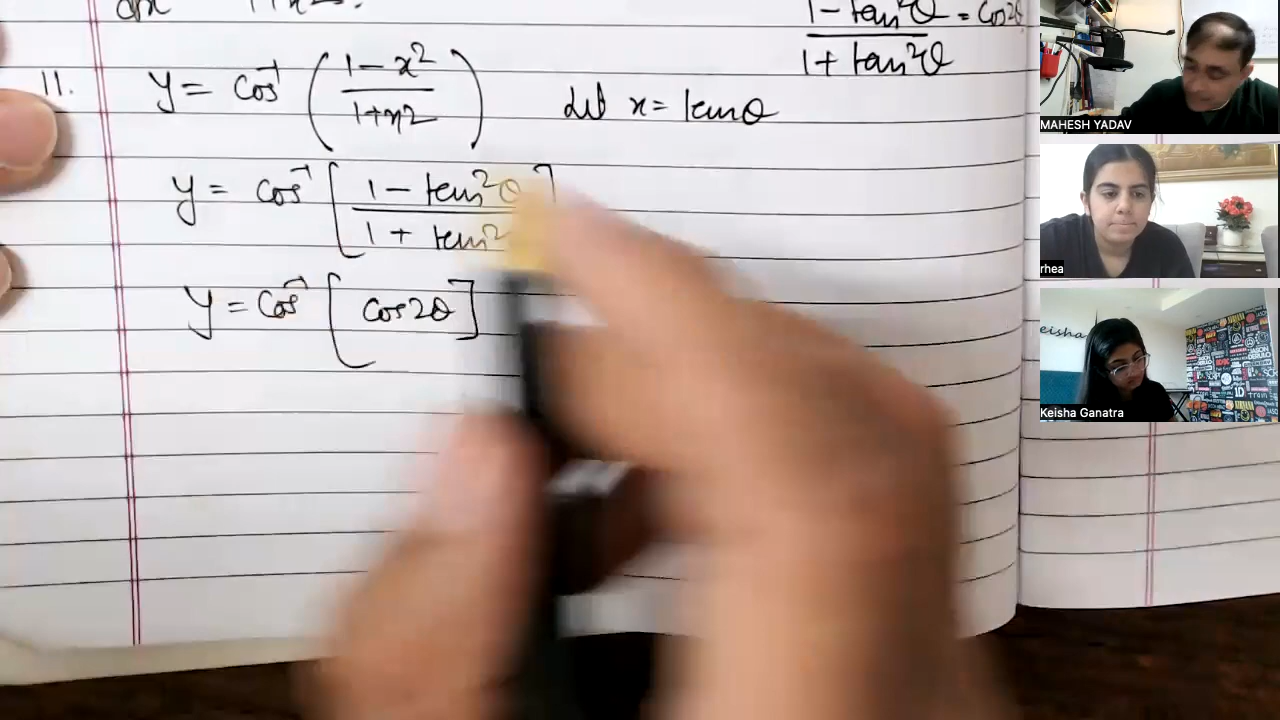 1 - tan²θ = cos2θ
1 + tan²θ
11. y = cos⁻¹ ( 1 - x² / 1 + x² ) let x = tanθ
y = cos⁻¹ [ 1 - tan²θ / 1 + tan² ]
y = cos⁻¹ [ cos2θ ]
MAHESH YADAV
rhea
eisha
Keisha Ganatra